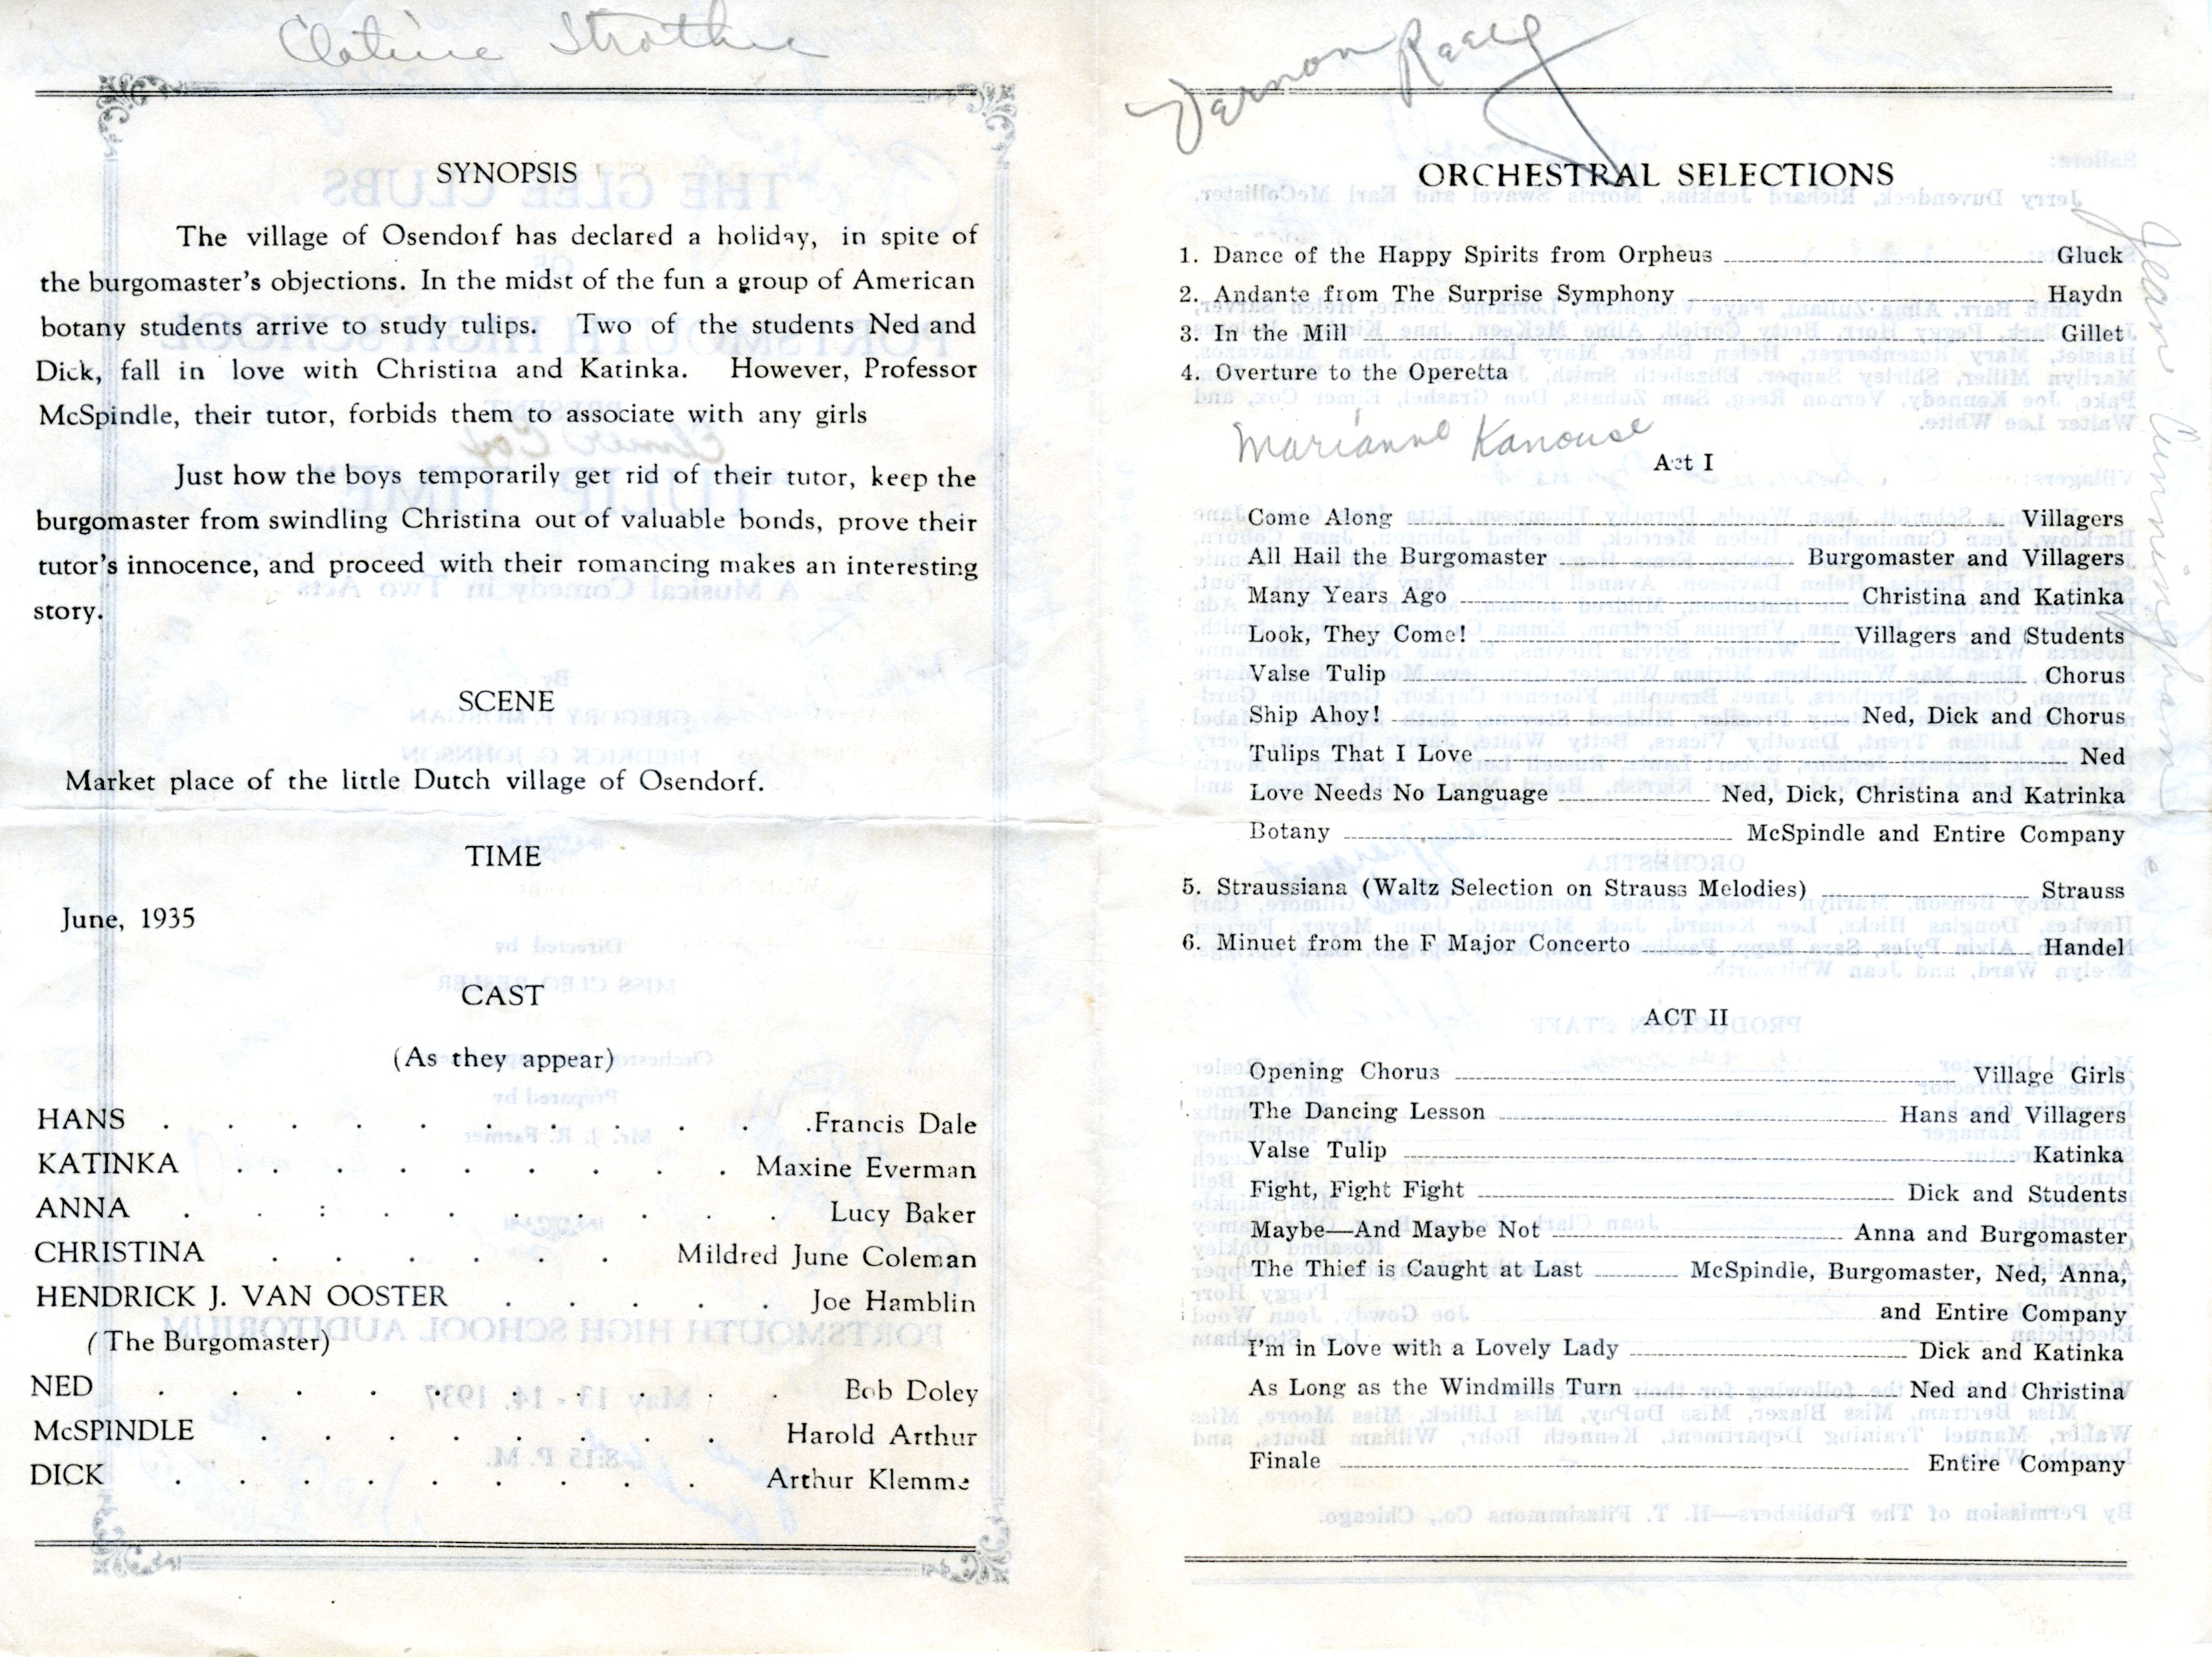 SYNOPSIS
The village of Osendorf has declared a holiday, in spite of
the burgomaster's objections. In the midst of the fun a group of American
botany students arrive to study tulips. Two of the students Ned and
Dick, fall in love with Christina and Katinka. However, Professor
McSpindle, their tutor, forbids them to associate with any girls
Just how the boys temporarily get rid of their tutor, keep the
burgomaster from swindling Christina out of valuable bonds, prove their
tutor's innocence, and proceed with their romancing makes an interesting
story.
SCENE
Market place of the little Dutch village of Osendorf.
TIME
June, 1935
CAST
(As they appear)
HANS . . . . . . . . . .Francis Dale
KATINKA . . . . . . . Maxine Everman
ANNA . . : . . . . . . Lucy Baker
CHRISTINA . . . . . Mildred June Coleman
HENDRICK J. VAN OOSTER . . . . . Joe Hamblin
(The Burgomaster)
NED . . . . . . . . . . Bob Doley
McSPINDLE . . . . . . . . Harold Arthur
DICK . . . . . . . . . Arthur Klemme
Vernon Reeg
ORCHESTRAL SELECTIONS
1. Dance of the Happy Spirits from Orpheus Gluck
2. Andante from The Surprise Symphony Haydn
3. In the Mill Gillet
4. Overture to the Operetta
Marianne Kanouse
Act I
Come Along Villagers
All Hail the Burgomaster Burgomaster and Villagers
Many Years Ago Christina and Katinka
Look, They Come! Villagers and Students
Valse Tulip Chorus
Ship Ahoy! Ned, Dick and Chorus
Tulips That I Love Ned
Love Needs No Language Ned, Dick, Christina and Katrinka
Botany McSpindle and Entire Company
5. Straussiana (Waltz Selection on Strauss Melodies) Strauss
6. Minuet from the F Major Concerto Handel
ACT II
Opening Chorus Village Girls
The Dancing Lesson Hans and Villagers
Valse Tulip Katinka
Fight, Fight Fight Dick and Students
Maybe—And Maybe Not Anna and Burgomaster
The Thief is Caught at Last McSpindle, Burgomaster, Ned, Anna,
and Entire Company
I'm in Love with a Lovely Lady Dick and Katinka
As Long as the Windmills Turn Ned and Christina
Finale Entire Company
Jean Cunningham